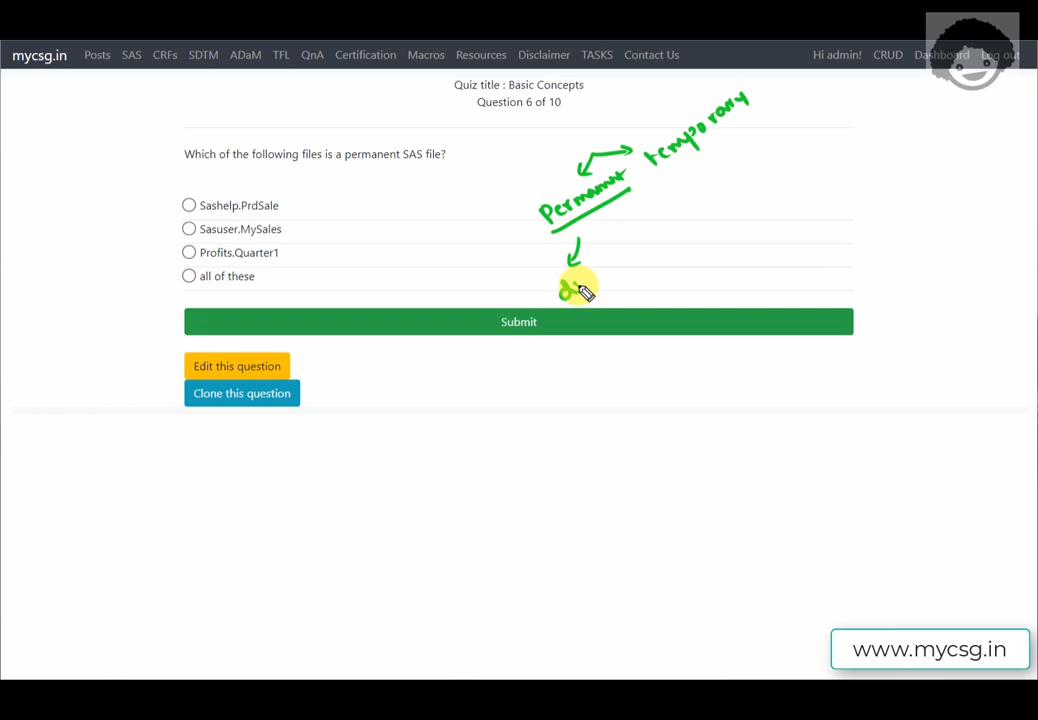 mycsg.in Posts SAS CRFs SDTM ADaM TFL QnA Certification Macros Resources Disclaimer TASKS Contact Us Hi admin! CRUD Dashboard Log out
Quiz title : Basic Concepts
Question 6 of 10
temporary
Which of the following files is a permanent SAS file?
Permanent
Sashelp.PrdSale
Sasuser.MySales
Profits.Quarter1
all of these
Submit
Edit this question
Clone this question
www.mycsg.in